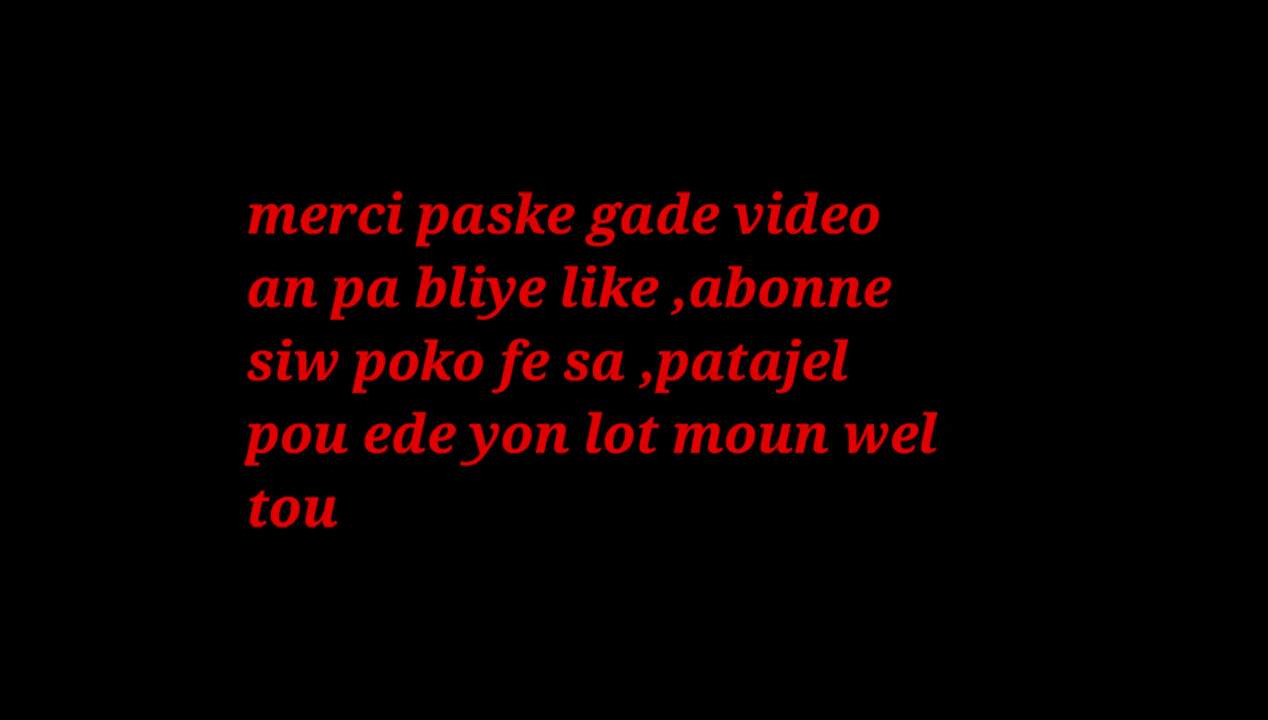 merci paske gade video
an pa bliye like ,abonne
siw poko fe sa ,patajel
pou ede yon lot moun wel
tou